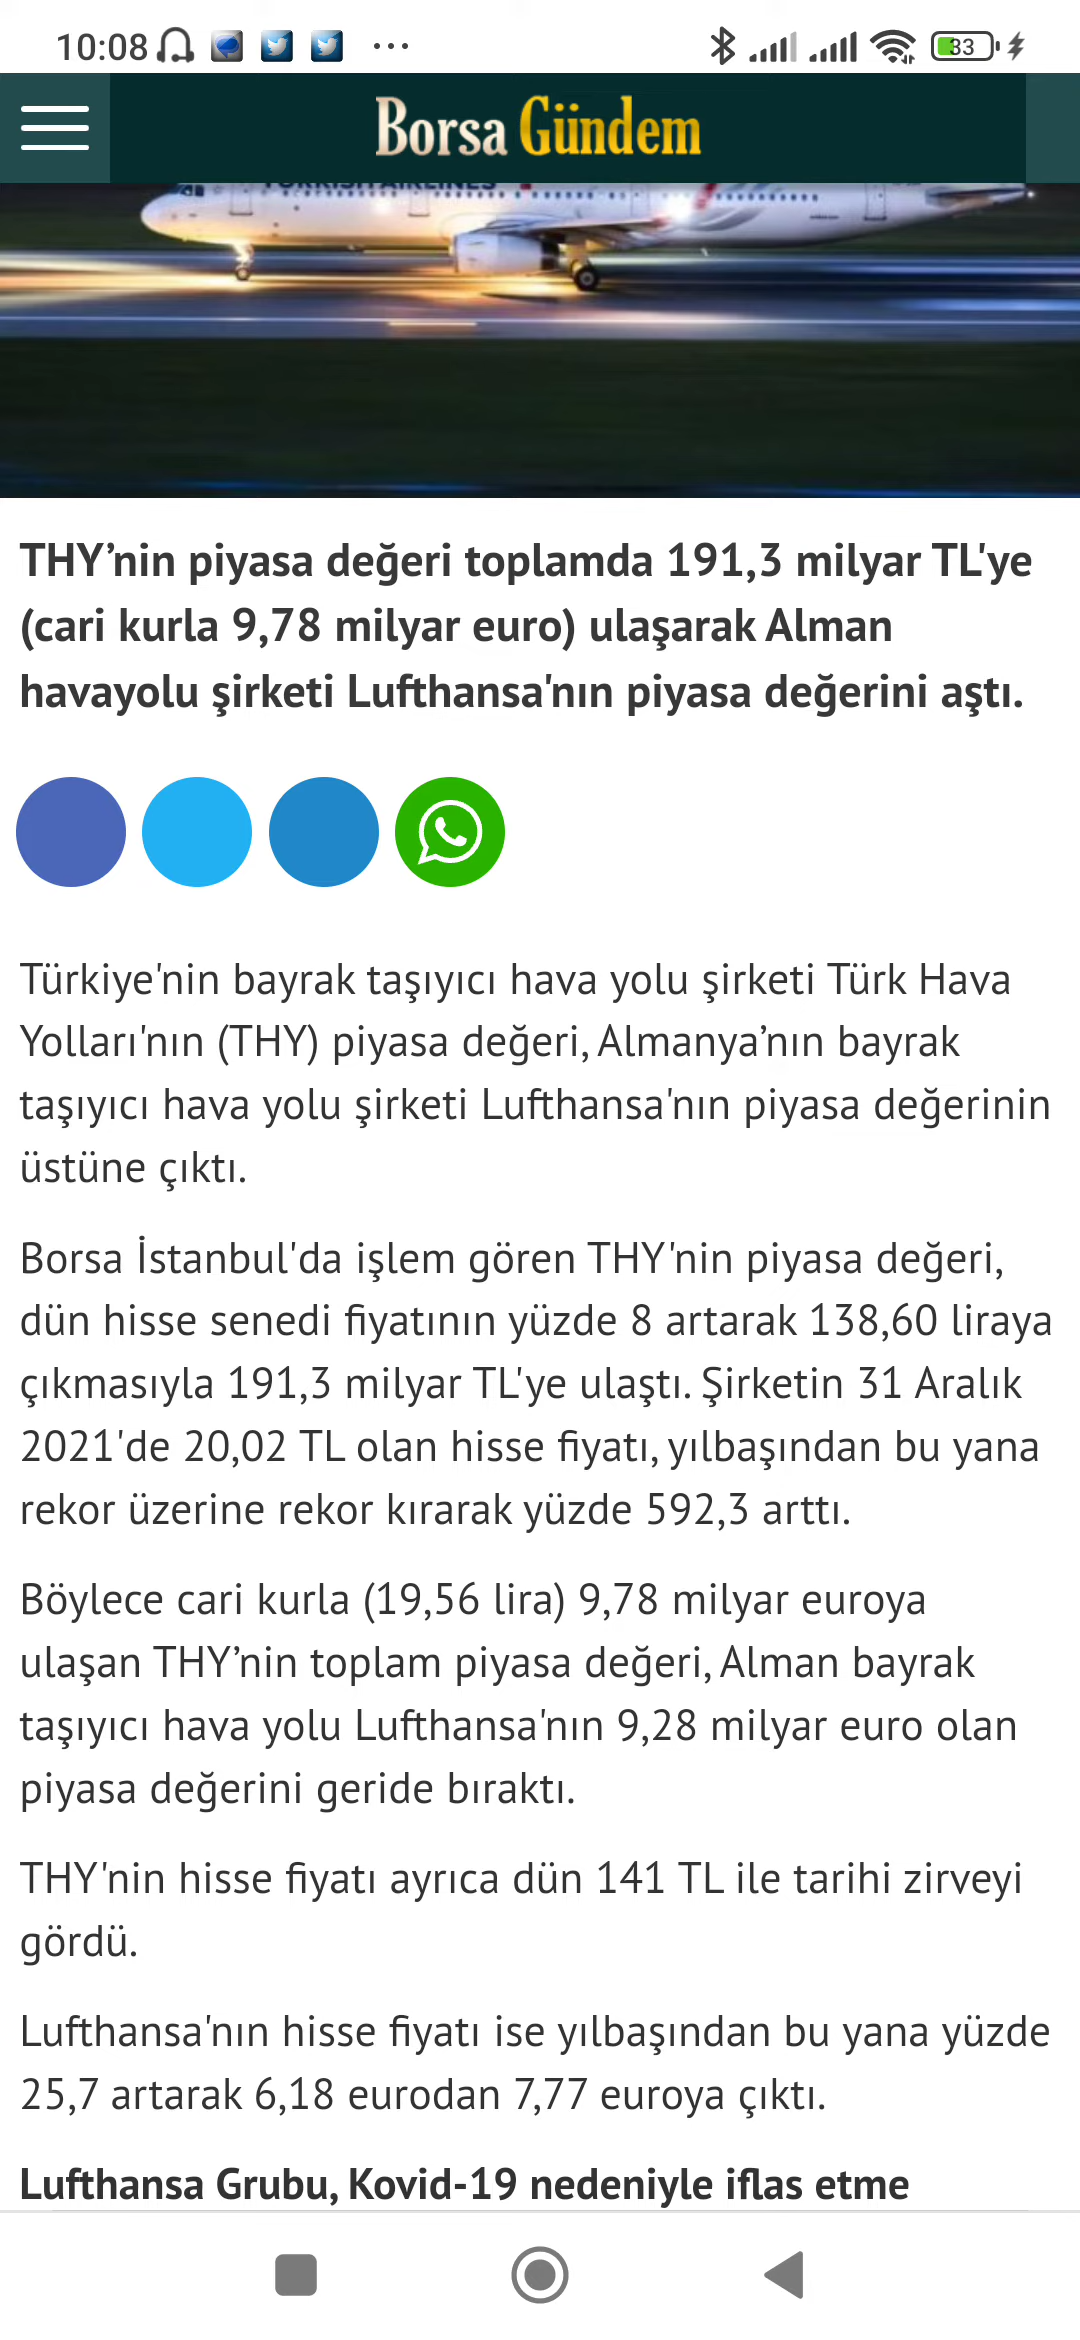 10:08
33
Borsa Gündem
TURKISH AIRLINES
THY’nin piyasa değeri toplamda 191,3 milyar TL'ye
(cari kurla 9,78 milyar euro) ulaşarak Alman
havayolu şirketi Lufthansa'nın piyasa değerini aştı.
Türkiye'nin bayrak taşıyıcı hava yolu şirketi Türk Hava
Yolları'nın (THY) piyasa değeri, Almanya’nın bayrak
taşıyıcı hava yolu şirketi Lufthansa'nın piyasa değerinin
üstüne çıktı.
Borsa İstanbul'da işlem gören THY'nin piyasa değeri,
dün hisse senedi fiyatının yüzde 8 artarak 138,60 liraya
çıkmasıyla 191,3 milyar TL'ye ulaştı. Şirketin 31 Aralık
2021'de 20,02 TL olan hisse fiyatı, yılbaşından bu yana
rekor üzerine rekor kırarak yüzde 592,3 arttı.
Böylece cari kurla (19,56 lira) 9,78 milyar euroya
ulaşan THY’nin toplam piyasa değeri, Alman bayrak
taşıyıcı hava yolu Lufthansa'nın 9,28 milyar euro olan
piyasa değerini geride bıraktı.
THY'nin hisse fiyatı ayrıca dün 141 TL ile tarihi zirveyi
gördü.
Lufthansa'nın hisse fiyatı ise yılbaşından bu yana yüzde
25,7 artarak 6,18 eurodan 7,77 euroya çıktı.
Lufthansa Grubu, Kovid-19 nedeniyle iflas etme